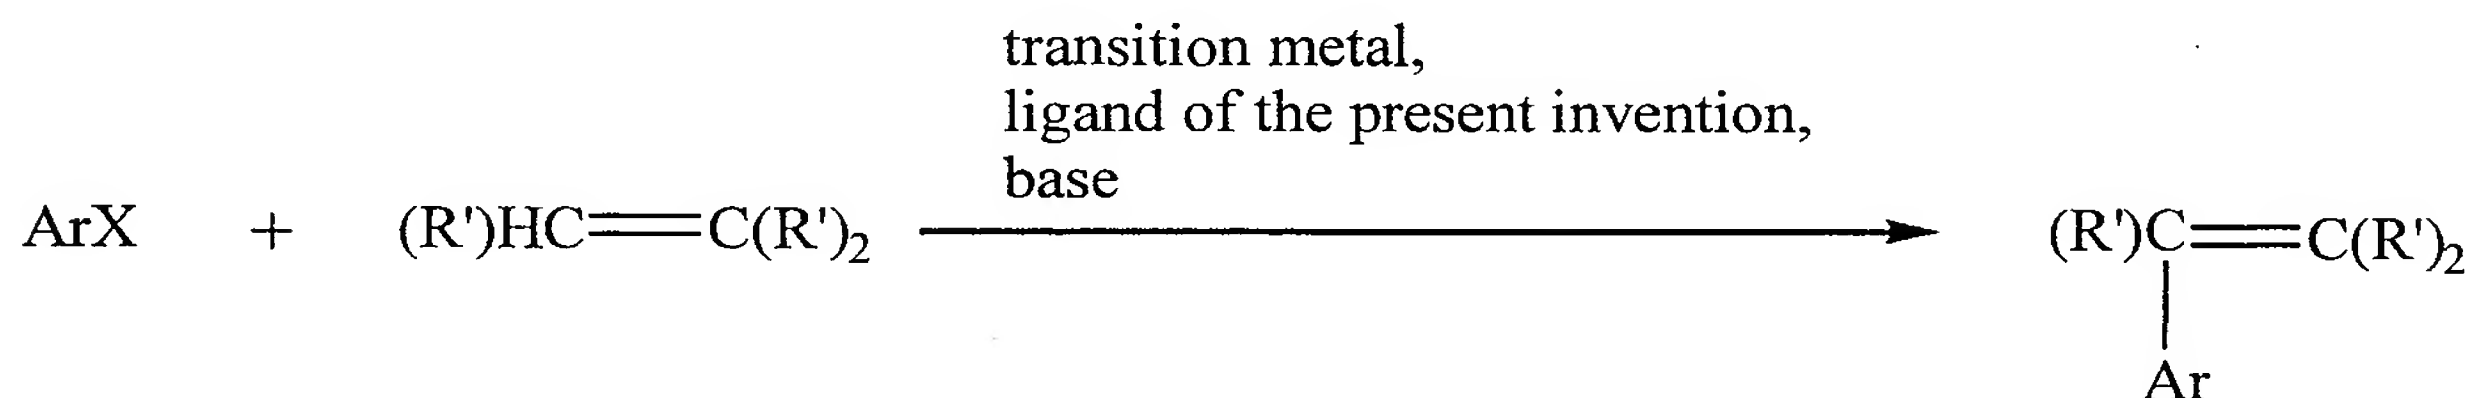 transition metal,
ligand of the present invention,
base
ArX + (R')HC=C(R')₂ (R')C=C(R')₂
Ar